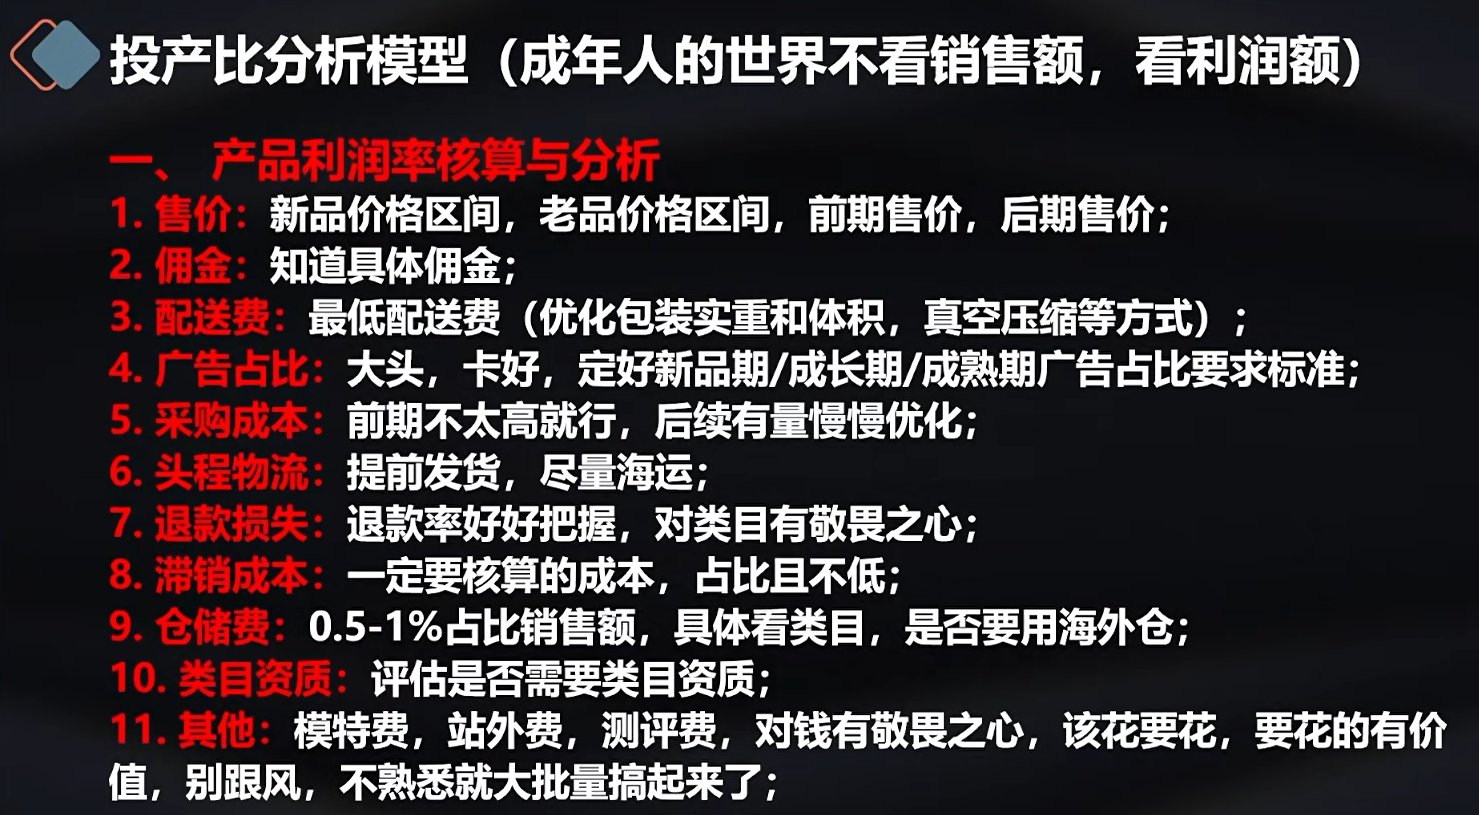 投产比分析模型（成年人的世界不看销售额，看利润额）
一、 产品利润率核算与分析
1. 售价：新品价格区间，老品价格区间，前期售价，后期售价；
2. 佣金：知道具体佣金；
3. 配送费：最低配送费（优化包装实重和体积，真空压缩等方式）；
4. 广告占比：大头，卡好，定好新品期/成长期/成熟期广告占比要求标准；
5. 采购成本：前期不太高就行，后续有量慢慢优化；
6. 头程物流：提前发货，尽量海运；
7. 退款损失：退款率好好把握，对类目有敬畏之心；
8. 滞销成本：一定要核算的成本，占比且不低；
9. 仓储费：0.5-1%占比销售额，具体看类目，是否要用海外仓；
10. 类目资质：评估是否需要类目资质；
11. 其他：模特费，站外费，测评费，对钱有敬畏之心，该花要花，要花的有价
值，别跟风，不熟悉就大批量搞起来了；